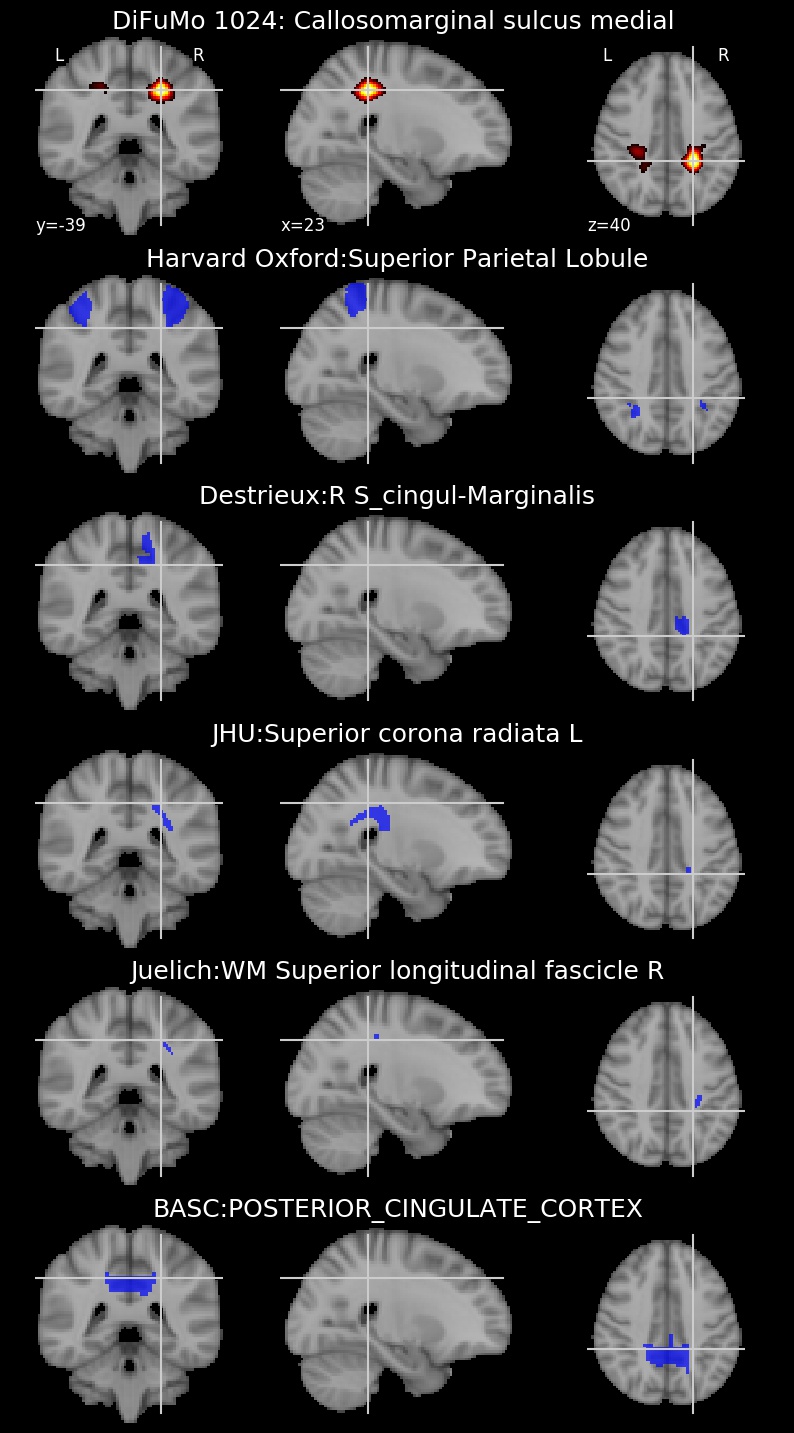 DiFuMo 1024: Callosomarginal sulcus medial
L R L R
y=-39 x=23 z=40
Harvard Oxford:Superior Parietal Lobule
Destrieux:R S_cingul-Marginalis
JHU:Superior corona radiata L
Juelich:WM Superior longitudinal fascicle R
BASC:POSTERIOR_CINGULATE_CORTEX